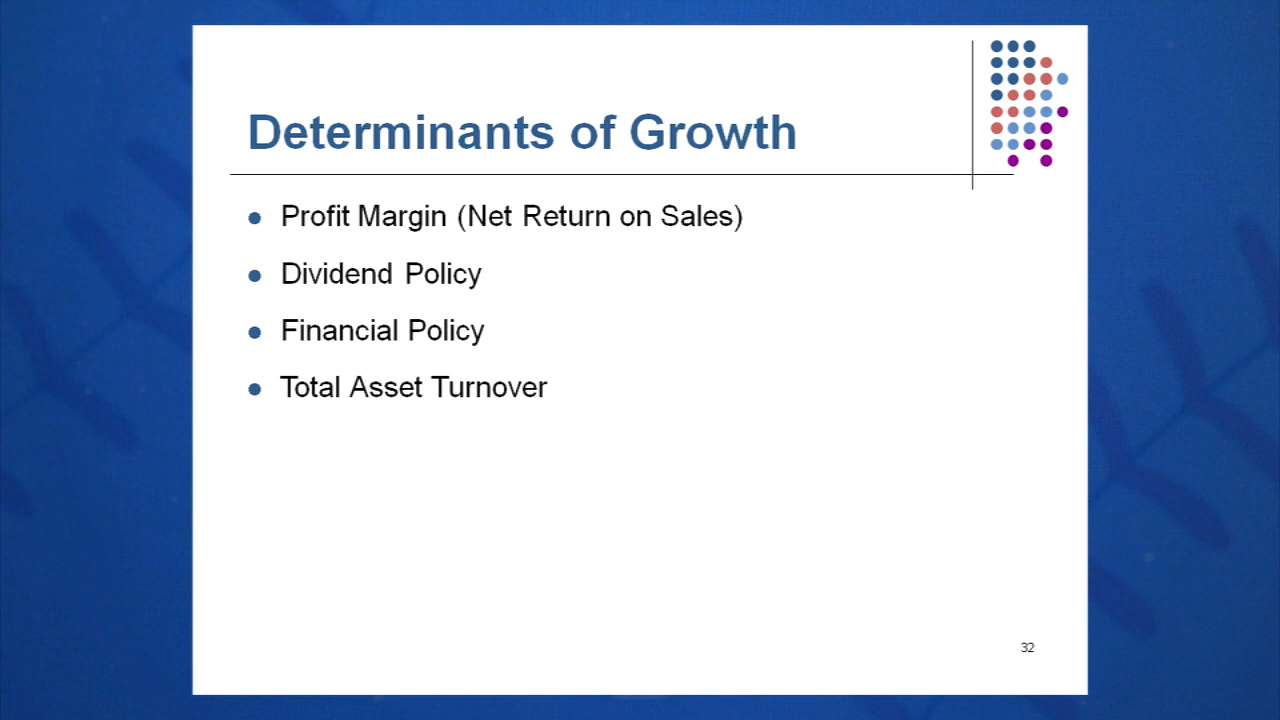 Determinants of Growth
Profit Margin (Net Return on Sales)
Dividend Policy
Financial Policy
Total Asset Turnover
32